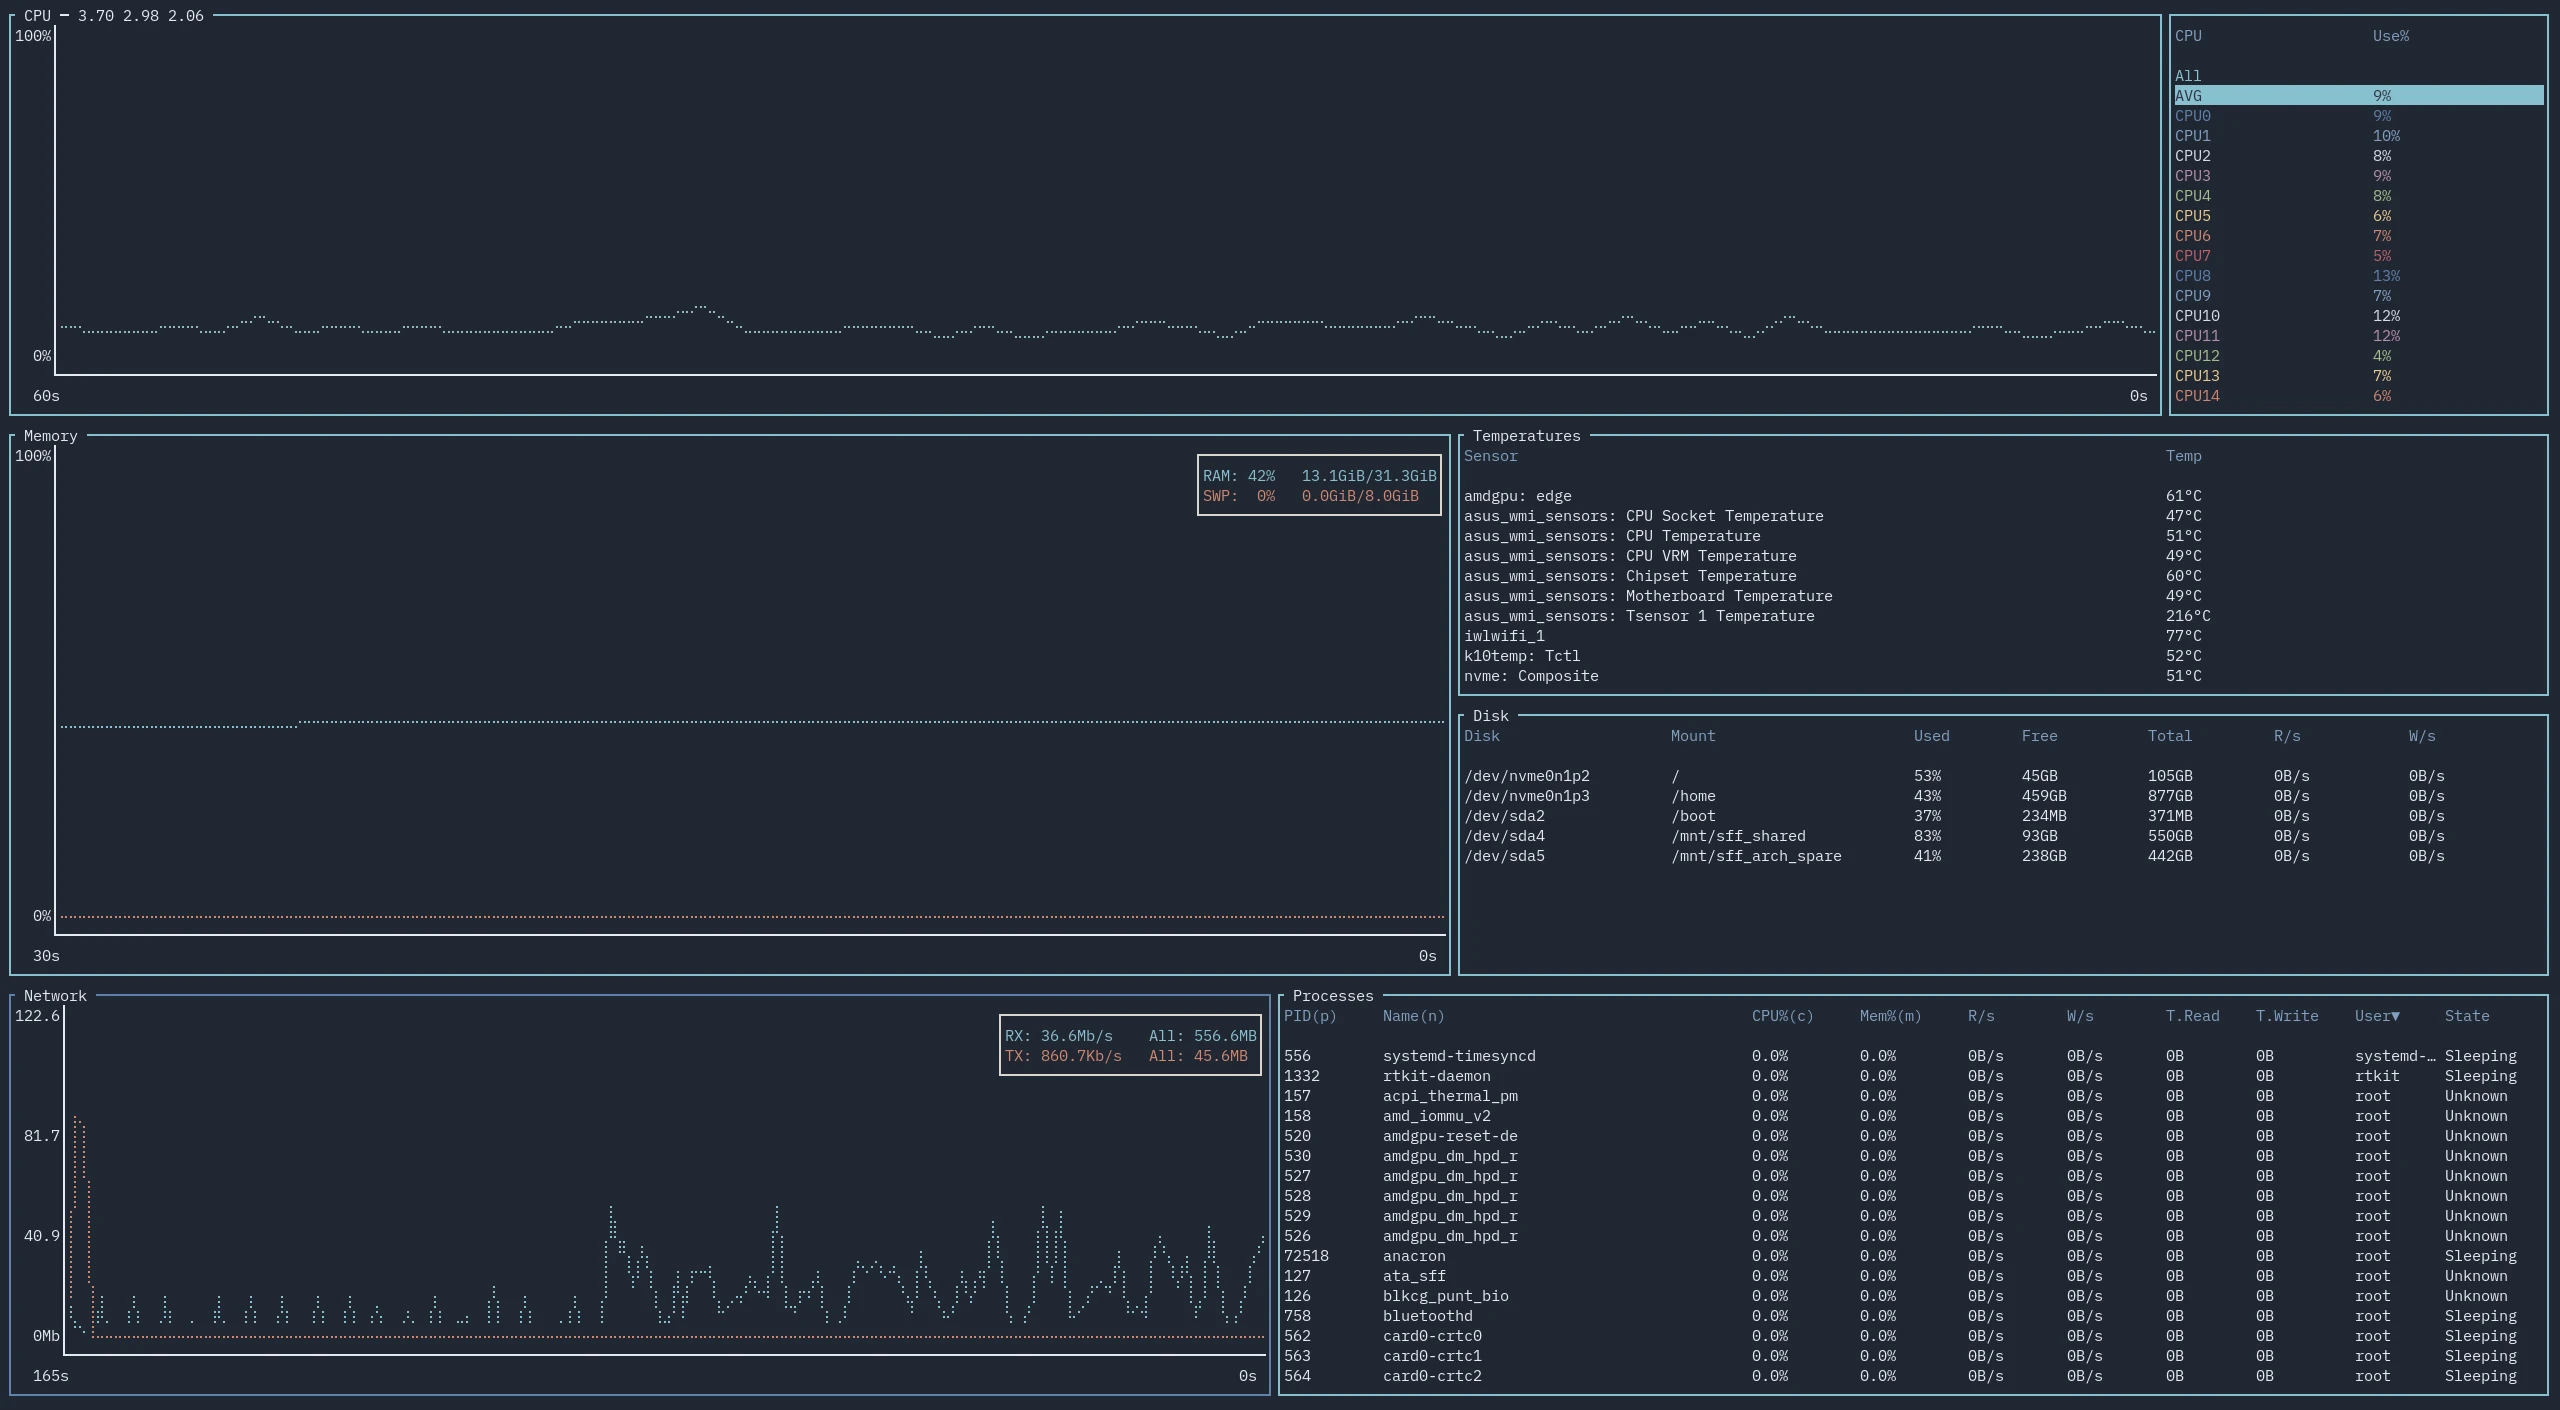 CPU ─ 3.70 2.98 2.06
100%
0%
60s 0s
CPU Use%
All
AVG 9%
CPU0 9%
CPU1 10%
CPU2 8%
CPU3 9%
CPU4 8%
CPU5 6%
CPU6 7%
CPU7 5%
CPU8 13%
CPU9 7%
CPU10 12%
CPU11 12%
CPU12 4%
CPU13 7%
CPU14 6%
Memory
100%
RAM: 42% 13.1GiB/31.3GiB
SWP: 0% 0.0GiB/8.0GiB
0%
30s 0s
Temperatures
Sensor Temp
amdgpu: edge 61°C
asus_wmi_sensors: CPU Socket Temperature 47°C
asus_wmi_sensors: CPU Temperature 51°C
asus_wmi_sensors: CPU VRM Temperature 49°C
asus_wmi_sensors: Chipset Temperature 60°C
asus_wmi_sensors: Motherboard Temperature 49°C
asus_wmi_sensors: Tsensor 1 Temperature 216°C
iwlwifi_1 77°C
k10temp: Tctl 52°C
nvme: Composite 51°C
Disk
Disk Mount Used Free Total R/s W/s
/dev/nvme0n1p2 / 53% 45GB 105GB 0B/s 0B/s
/dev/nvme0n1p3 /home 43% 459GB 877GB 0B/s 0B/s
/dev/sda2 /boot 37% 234MB 371MB 0B/s 0B/s
/dev/sda4 /mnt/sff_shared 83% 93GB 550GB 0B/s 0B/s
/dev/sda5 /mnt/sff_arch_spare 41% 238GB 442GB 0B/s 0B/s
Network
122.6
RX: 36.6Mb/s All: 556.6MB
TX: 860.7Kb/s All: 45.6MB
81.7
40.9
0Mb
165s 0s
Processes
PID(p) Name(n) CPU%(c) Mem%(m) R/s W/s T.Read T.Write User▼ State
556 systemd-timesyncd 0.0% 0.0% 0B/s 0B/s 0B 0B systemd-… Sleeping
1332 rtkit-daemon 0.0% 0.0% 0B/s 0B/s 0B 0B rtkit Sleeping
157 acpi_thermal_pm 0.0% 0.0% 0B/s 0B/s 0B 0B root Unknown
158 amd_iommu_v2 0.0% 0.0% 0B/s 0B/s 0B 0B root Unknown
520 amdgpu-reset-de 0.0% 0.0% 0B/s 0B/s 0B 0B root Unknown
530 amdgpu_dm_hpd_r 0.0% 0.0% 0B/s 0B/s 0B 0B root Unknown
527 amdgpu_dm_hpd_r 0.0% 0.0% 0B/s 0B/s 0B 0B root Unknown
528 amdgpu_dm_hpd_r 0.0% 0.0% 0B/s 0B/s 0B 0B root Unknown
529 amdgpu_dm_hpd_r 0.0% 0.0% 0B/s 0B/s 0B 0B root Unknown
526 amdgpu_dm_hpd_r 0.0% 0.0% 0B/s 0B/s 0B 0B root Unknown
72518 anacron 0.0% 0.0% 0B/s 0B/s 0B 0B root Sleeping
127 ata_sff 0.0% 0.0% 0B/s 0B/s 0B 0B root Unknown
126 blkcg_punt_bio 0.0% 0.0% 0B/s 0B/s 0B 0B root Unknown
758 bluetoothd 0.0% 0.0% 0B/s 0B/s 0B 0B root Sleeping
562 card0-crtc0 0.0% 0.0% 0B/s 0B/s 0B 0B root Sleeping
563 card0-crtc1 0.0% 0.0% 0B/s 0B/s 0B 0B root Sleeping
564 card0-crtc2 0.0% 0.0% 0B/s 0B/s 0B 0B root Sleeping